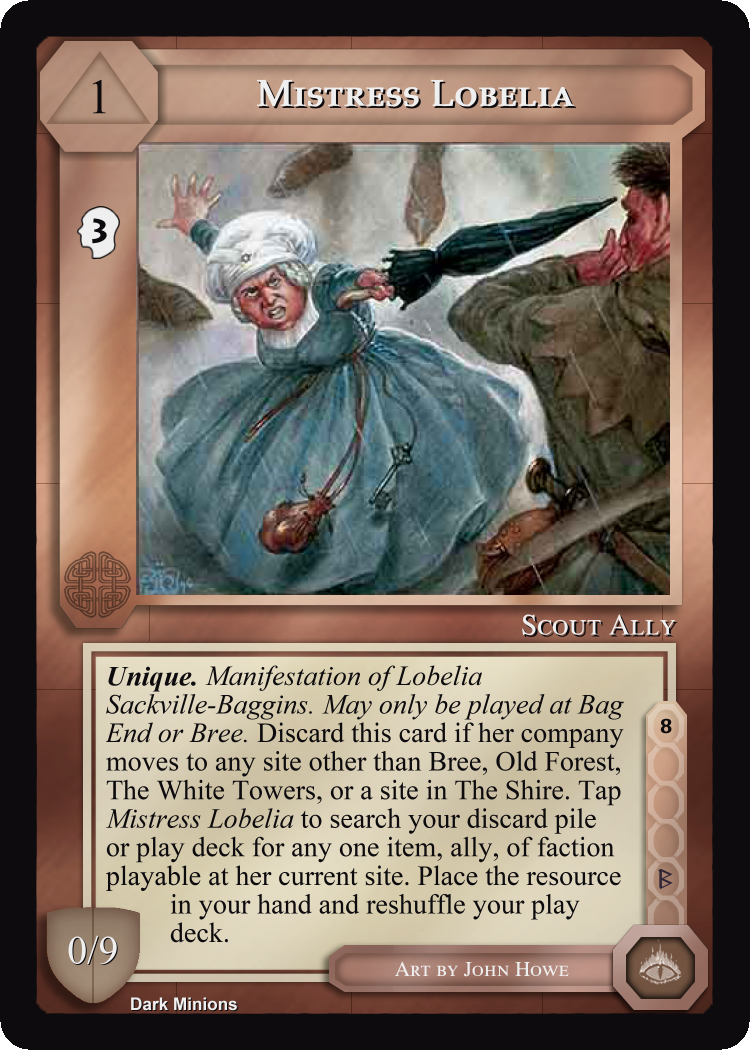 1
Mistress Lobelia
3
Scout Ally
Unique. Manifestation of Lobelia
Sackville-Baggins. May only be played at Bag
End or Bree. Discard this card if her company
moves to any site other than Bree, Old Forest,
The White Towers, or a site in The Shire. Tap
Mistress Lobelia to search your discard pile
or play deck for any one item, ally, of faction
playable at her current site. Place the resource
in your hand and reshuffle your play
deck.
8
0/9
Art by John Howe
Dark Minions